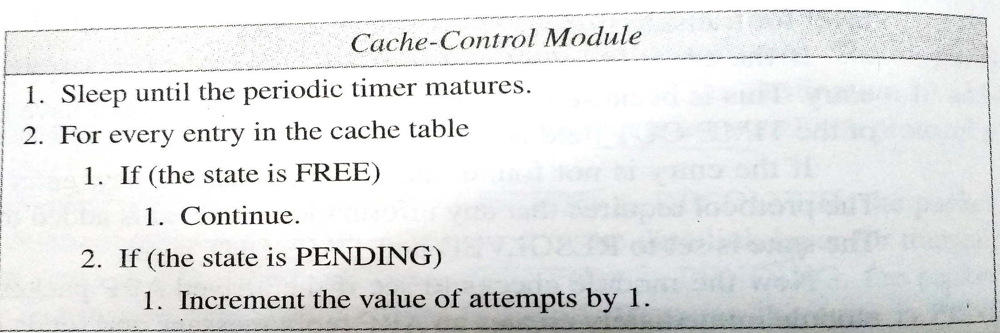 Cache-Control Module
1. Sleep until the periodic timer matures.
2. For every entry in the cache table
1. If (the state is FREE)
1. Continue.
2. If (the state is PENDING)
1. Increment the value of attempts by 1.